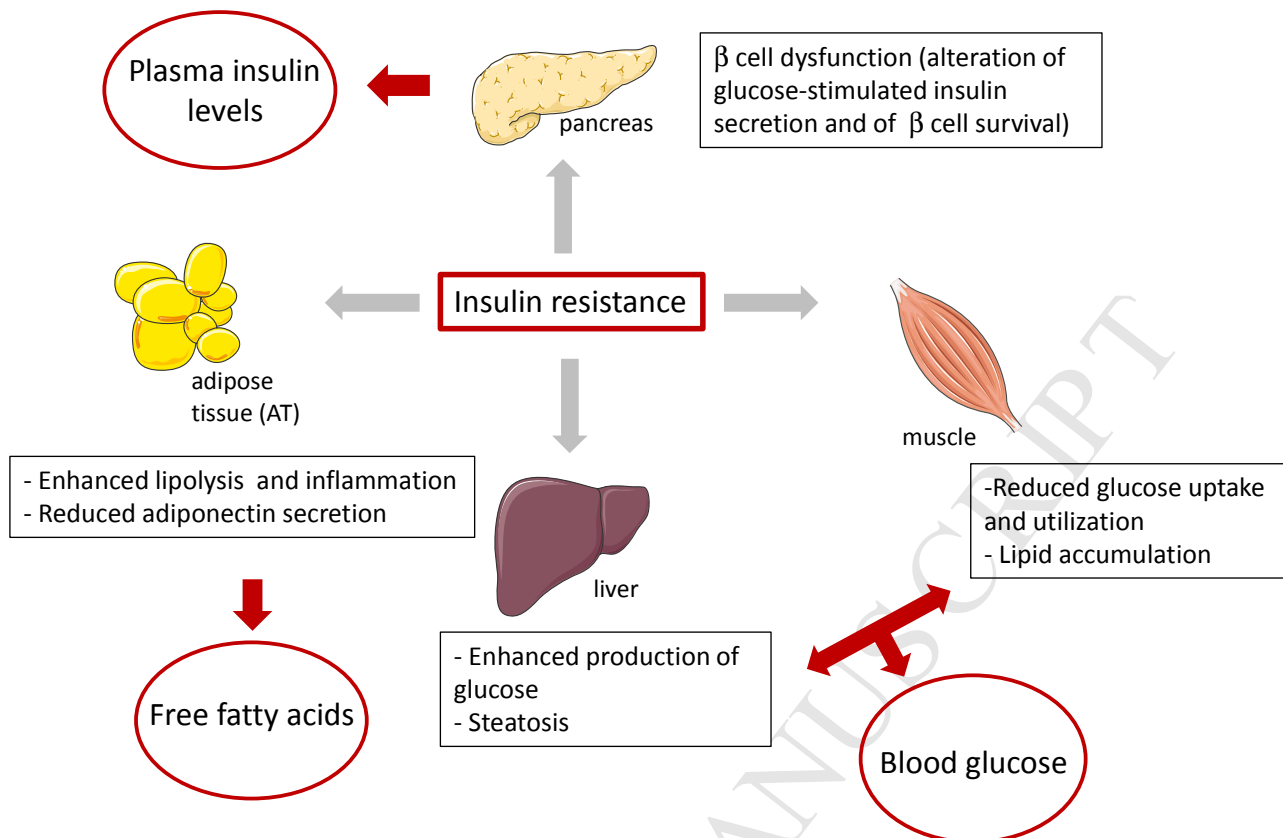 Plasma insulin
levels
pancreas
β cell dysfunction (alteration of
glucose-stimulated insulin
secretion and of β cell survival)
Insulin resistance
adipose
tissue (AT)
muscle
- Enhanced lipolysis and inflammation
- Reduced adiponectin secretion
-Reduced glucose uptake
and utilization
- Lipid accumulation
liver
- Enhanced production of
glucose
- Steatosis
Free fatty acids
Blood glucose
ANUSCRIPT